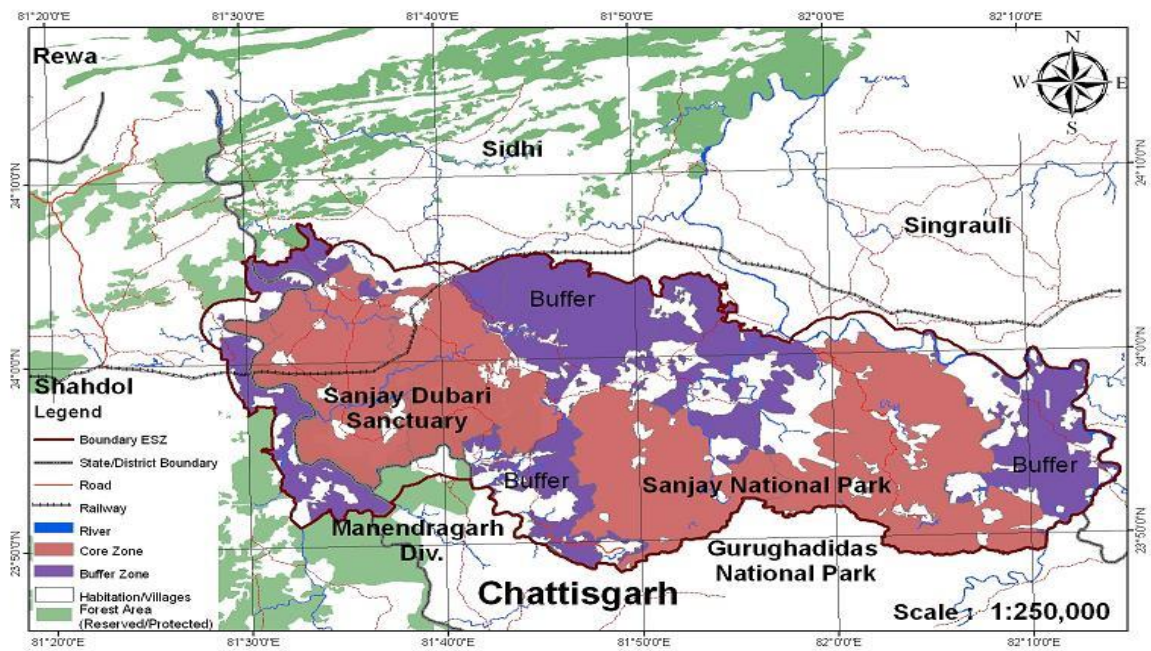 81°20'0"E 81°30'0"E 81°40'0"E 81°50'0"E 82°0'0"E 82°10'0"E
Rewa
N
W E
S
Sidhi
24°10'0"N
24°10'0"N
Singrauli
Buffer
24°0'0"N
24°0'0"N
Shahdol
Sanjay Dubari
Sanctuary
Legend
Boundary ESZ
State/District Boundary
Road
Railway
River
Core Zone
Buffer Zone
Habitation/Villages
Forest Area
(Reserved/Protected)
Buffer
Sanjay National Park
Buffer
Manendragarh
Div.
23°50'0"N
23°50'0"N
Gurughadidas
National Park
Chattisgarh
Scale : 1:250,000
81°20'0"E 81°30'0"E 81°40'0"E 81°50'0"E 82°0'0"E 82°10'0"E